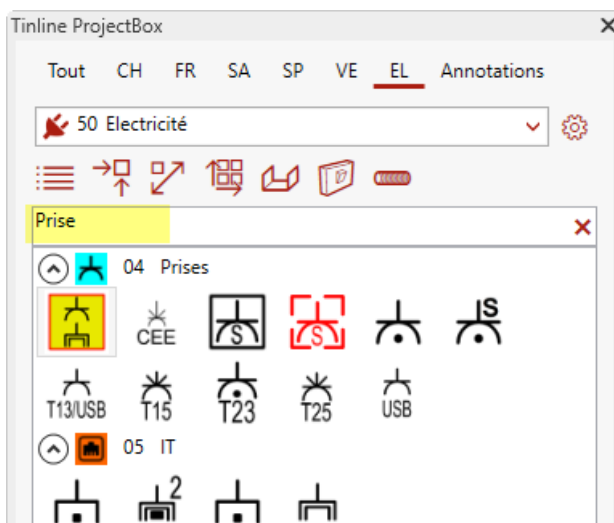 Tinline ProjectBox
Tout CH FR SA SP VE EL Annotations
50 Electricité
Prise
04 Prises
CEE S S S
T13/USB T15 T23 T25 USB
05 IT
2